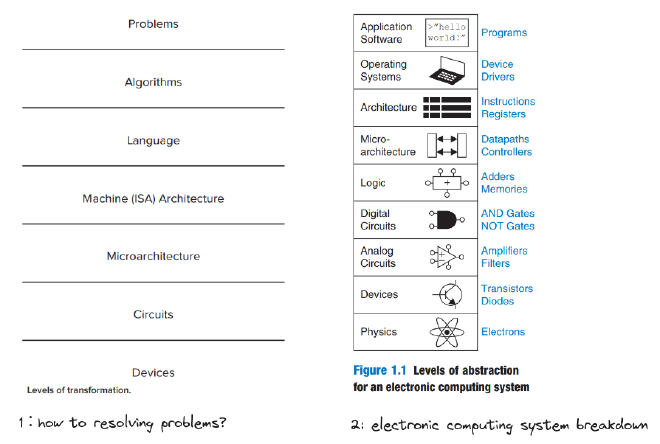 Problems
Algorithms
Language
Machine (ISA) Architecture
Microarchitecture
Circuits
Devices
Levels of transformation.
1: how to resolving problems?
Application
Software
>"hello
world!"
Programs
Operating
Systems
Device
Drivers
Architecture
Instructions
Registers
Micro-
architecture
Datapaths
Controllers
Logic
+
Adders
Memories
Digital
Circuits
AND Gates
NOT Gates
Analog
Circuits
+
-
Amplifiers
Filters
Devices
Transistors
Diodes
Physics
Electrons
Figure 1.1 Levels of abstraction
for an electronic computing system
2: electronic computing system breakdown